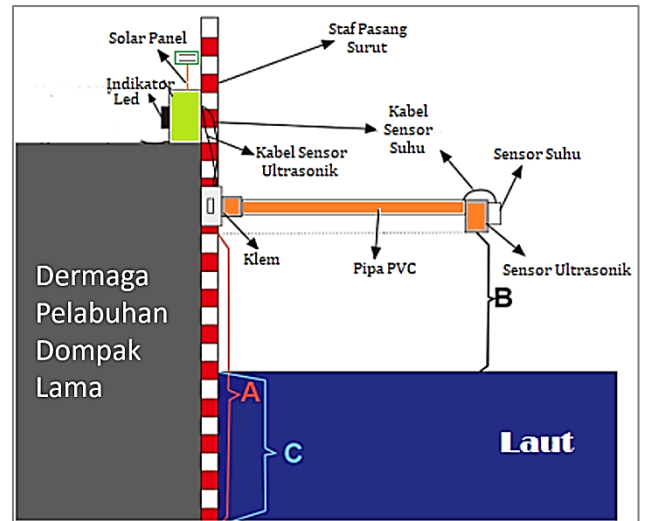 Solar Panel
Staf Pasang
Surut
Indikator
Led
Kabel
Sensor
Suhu
Kabel Sensor
Ultrasonik
Sensor Suhu
Klem
Pipa PVC
Sensor Ultrasonik
Dermaga
Pelabuhan
Dompak
Lama
B
A
C
Laut